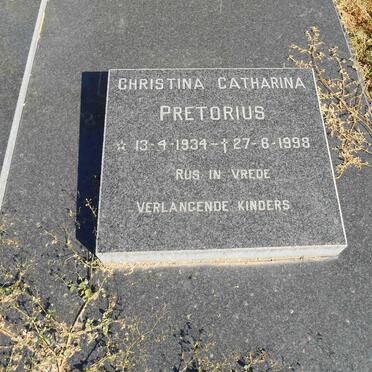 CHRISTINA CATHARINA
PRETORIUS
☆ 13-4-1934-✝27-6-1998
RUS IN VREDE
VERLANGENDE KINDERS